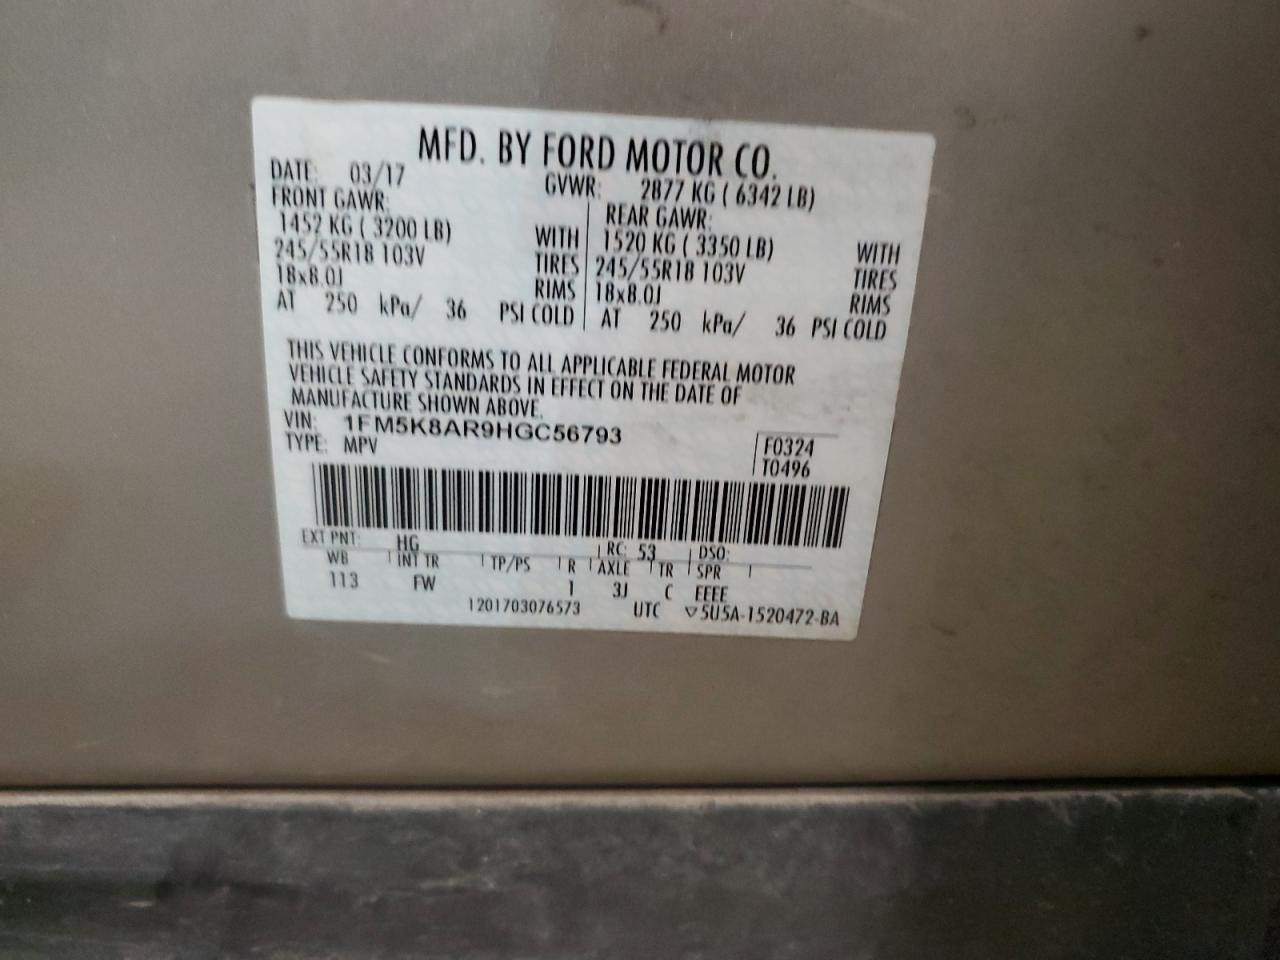 MFD. BY FORD MOTOR CO.
DATE: 03/17 GVWR: 2877 KG ( 6342 LB)
FRONT GAWR: REAR GAWR:
1452 KG ( 3200 LB) WITH 1520 KG ( 3350 LB) WITH
245/55R18 103V TIRES 245/55R18 103V TIRES
18x8.0J RIMS 18x8.0J RIMS
AT 250 kPa/ 36 PSI COLD AT 250 kPa/ 36 PSI COLD
THIS VEHICLE CONFORMS TO ALL APPLICABLE FEDERAL MOTOR
VEHICLE SAFETY STANDARDS IN EFFECT ON THE DATE OF
MANUFACTURE SHOWN ABOVE.
VIN: 1FM5K8AR9HGC56793
TYPE: MPV F0324
T0496
EXT PNT: HG RC: 53 DSO:
WB INT TR TP/PS R AXLE TR SPR
113 FW 1 3J C EEEE
1201703076573 UTC ▽5U5A-1520472-BA